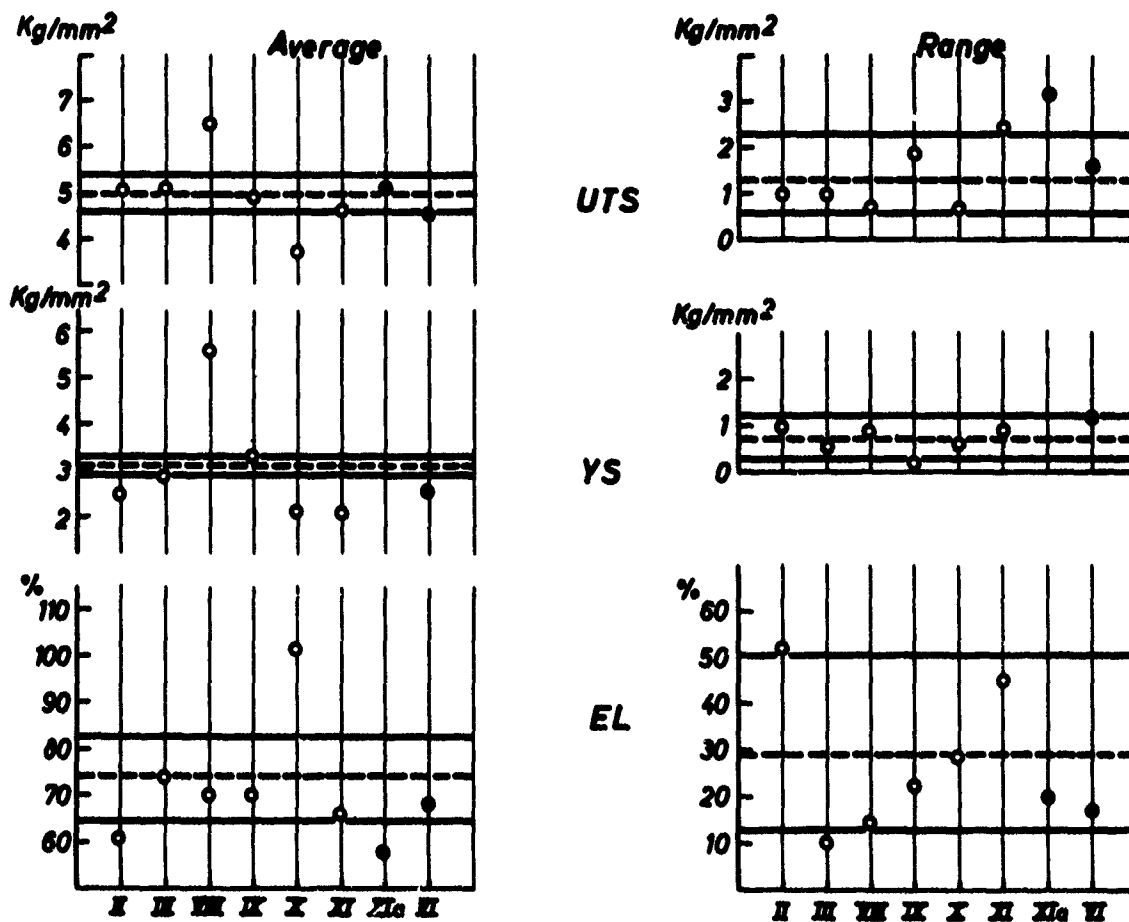 Kg/mm2
Average
7
6
5
4
Kg/mm2
6
5
4
3
2
%
110
100
90
80
70
60
II III VIII IX X XI XIa VI
UTS
YS
EL
Kg/mm2
Range
3
2
1
0
Kg/mm2
2
1
0
%
60
50
40
30
20
10
II III VIII IX X XI XIa VI